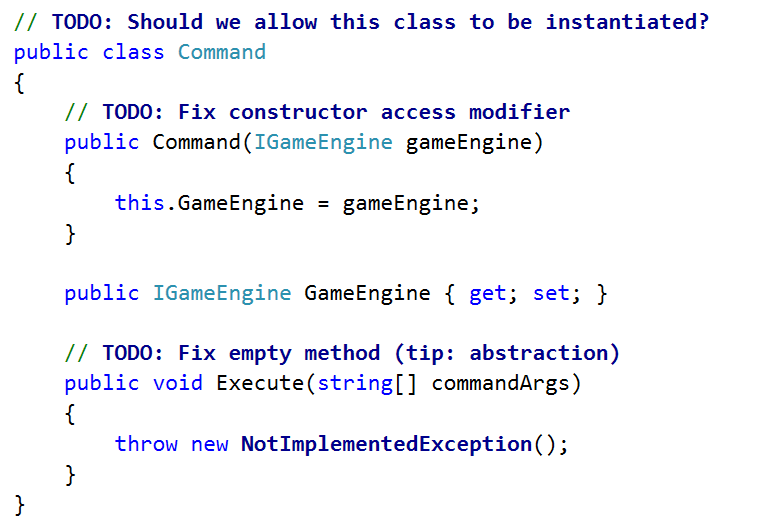 // TODO: Should we allow this class to be instantiated?
public class Command
{
    // TODO: Fix constructor access modifier
    public Command(IGameEngine gameEngine)
    {
        this.GameEngine = gameEngine;
    }

    public IGameEngine GameEngine { get; set; }

    // TODO: Fix empty method (tip: abstraction)
    public void Execute(string[] commandArgs)
    {
        throw new NotImplementedException();
    }
}